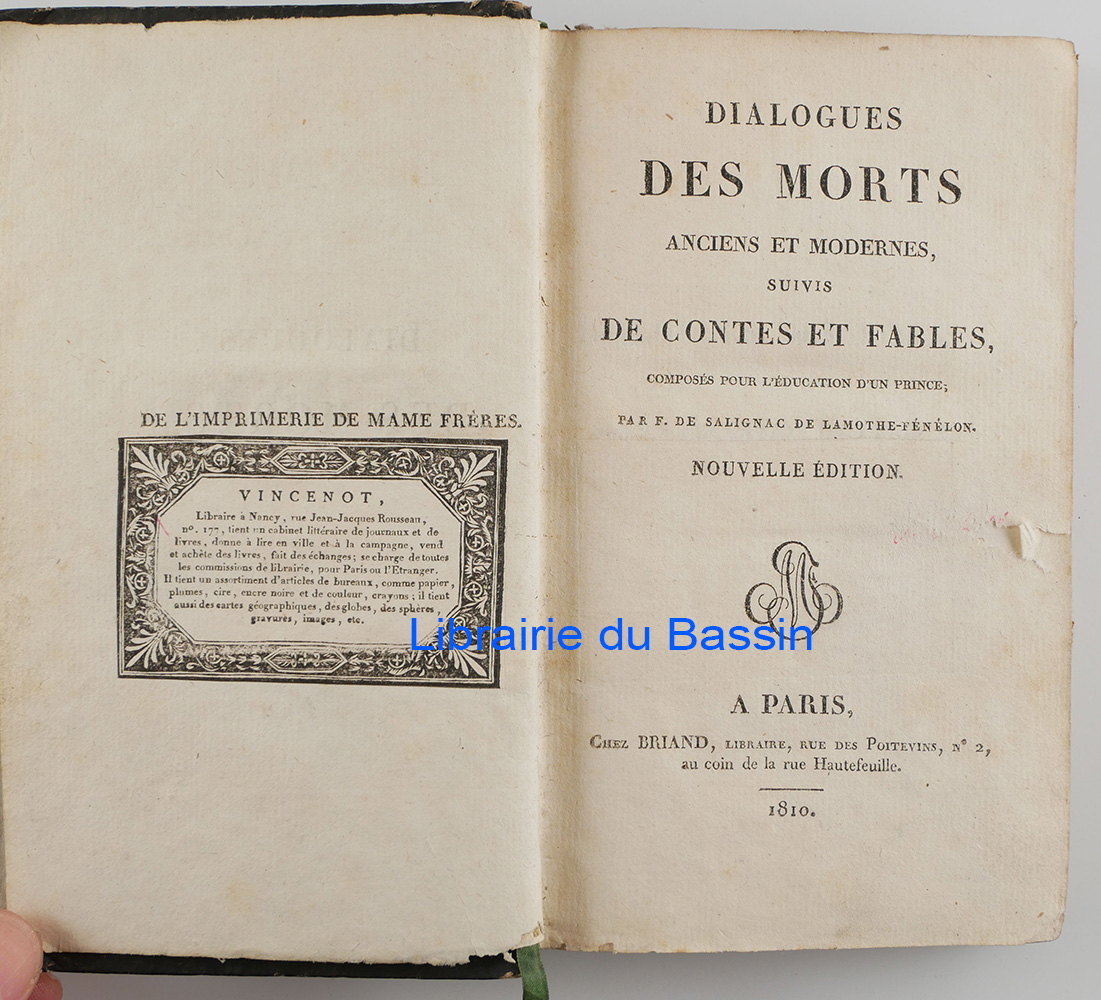 DE L'IMPRIMERIE DE MAME FRÈRES.
VINCENOT,
Libraire à Nancy, rue Jean-Jacques Rousseau,
nº. 177, tient un cabinet littéraire de journaux et de
livres, donne à lire en ville et à la campagne, vend
et achète des livres, fait des échanges; se charge de toutes
les commissions de librairie, pour Paris ou l'Etranger.
Il tient un assortiment d'articles de bureaux, comme papier,
plumes, cire, encre noire et de couleur, crayons; il tient
aussi des cartes géographiques, des globes, des sphères,
gravures, images, etc.
DIALOGUES
DES MORTS
ANCIENS ET MODERNES,
SUIVIS
DE CONTES ET FABLES,
COMPOSÉS POUR L'ÉDUCATION D'UN PRINCE;
PAR F. DE SALIGNAC DE LAMOTHE-FÉNÉLON.
NOUVELLE ÉDITION.
Librairie du Bassin
A PARIS,
CHEZ BRIAND, LIBRAIRE, RUE DES POITEVINS, Nº 2,
au coin de la rue Hautefeuille.
1810.